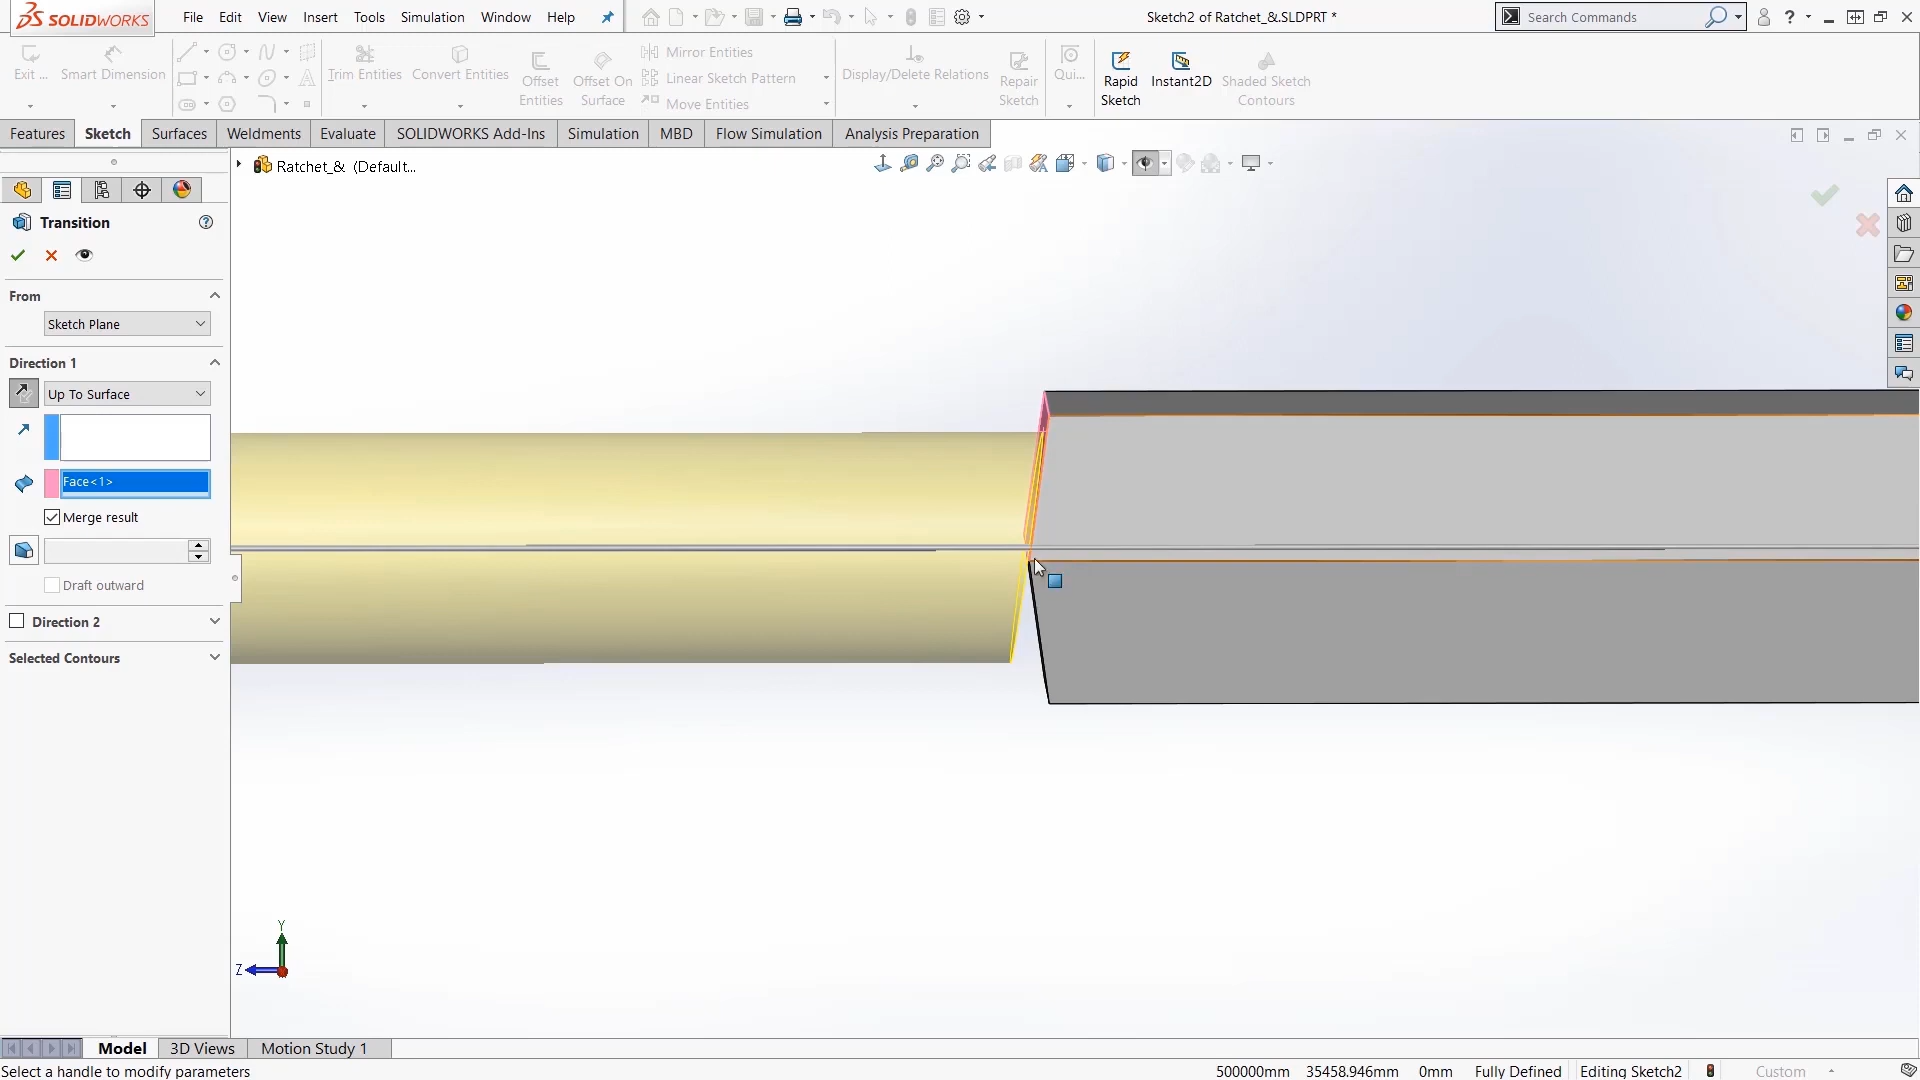 SOLIDWORKS
File Edit View Insert Tools Simulation Window Help
Sketch2 of Ratchet_&.SLDPRT *
Search Commands
Exit ...
Smart Dimension
Trim Entities
Convert Entities
Offset Entities
Offset On Surface
Mirror Entities
Linear Sketch Pattern
Move Entities
Display/Delete Relations
Repair Sketch
Qui...
Rapid Sketch
Instant2D
Shaded Sketch Contours
Features Sketch Surfaces Weldments Evaluate SOLIDWORKS Add-Ins Simulation MBD Flow Simulation Analysis Preparation
Ratchet_& (Default...
Transition
From
Sketch Plane
Direction 1
Up To Surface
Face<1>
Merge result
Draft outward
Direction 2
Selected Contours
Y
Z
Model 3D Views Motion Study 1
Select a handle to modify parameters
500000mm 35458.946mm 0mm Fully Defined Editing Sketch2 Custom